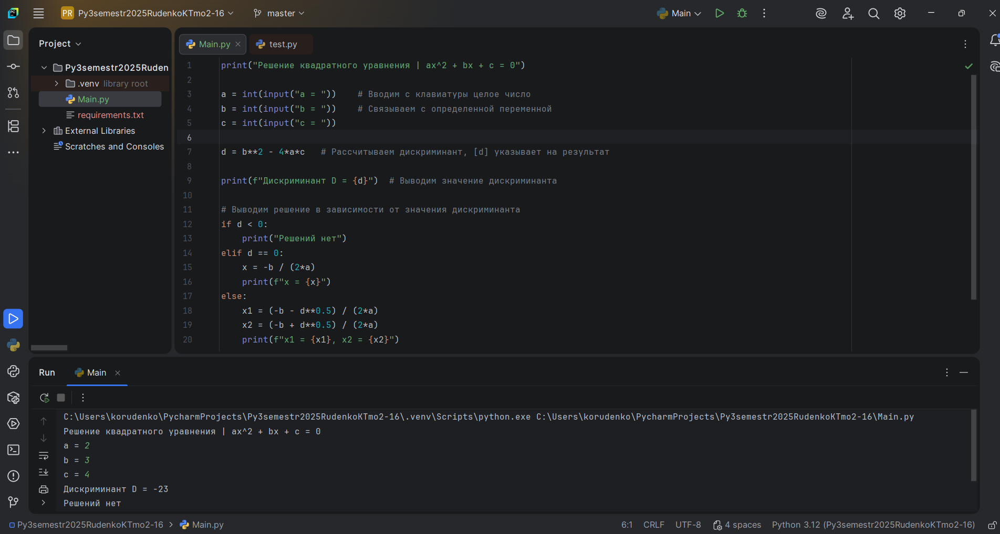 PR Py3semestr2025RudenkoKTmo2-16 master Main
Project
Main.py
test.py
Py3semestr2025Ruden
.venv library root
Main.py
requirements.txt
External Libraries
Scratches and Consoles
1 print("Решение квадратного уравнения | ax^2 + bx + c = 0")
2
3 a = int(input("a = ")) # Вводим с клавиатуры целое число
4 b = int(input("b = ")) # Связываем с определенной переменной
5 c = int(input("c = "))
6
7 d = b**2 - 4*a*c # Рассчитываем дискриминант, [d] указывает на результат
8
9 print(f"Дискриминант D = {d}") # Выводим значение дискриминанта
10
11 # Выводим решение в зависимости от значения дискриминанта
12 if d < 0:
13 print("Решений нет")
14 elif d == 0:
15 x = -b / (2*a)
16 print(f"x = {x}")
17 else:
18 x1 = (-b - d**0.5) / (2*a)
19 x2 = (-b + d**0.5) / (2*a)
20 print(f"x1 = {x1}, x2 = {x2}")
Run Main
C:\Users\korudenko\PycharmProjects\Py3semestr2025RudenkoKTmo2-16\.venv\Scripts\python.exe C:\Users\korudenko\PycharmProjects\Py3semestr2025RudenkoKTmo2-16\Main.py
Решение квадратного уравнения | ax^2 + bx + c = 0
a = 2
b = 3
c = 4
Дискриминант D = -23
Решений нет
Py3semestr2025RudenkoKTmo2-16 > Main.py 6:1 CRLF UTF-8 4 spaces Python 3.12 (Py3semestr2025RudenkoKTmo2-16)